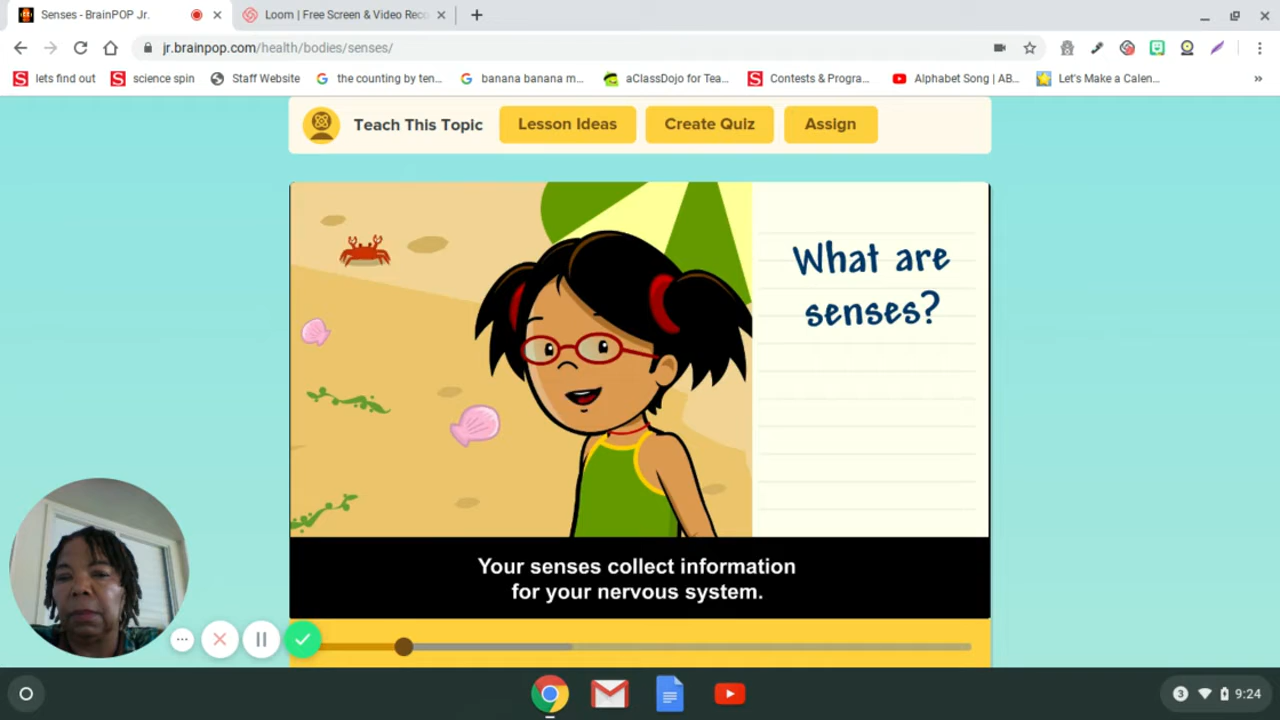 Senses - BrainPOP Jr.
Loom | Free Screen & Video Reco
jr.brainpop.com/health/bodies/senses/
lets find out
science spin
Staff Website
the counting by ten...
banana banana m...
aClassDojo for Tea...
Contests & Progra...
Alphabet Song | AB...
Let's Make a Calen...
Teach This Topic
Lesson Ideas
Create Quiz
Assign
What are
senses?
Your senses collect information
for your nervous system.
3
9:24